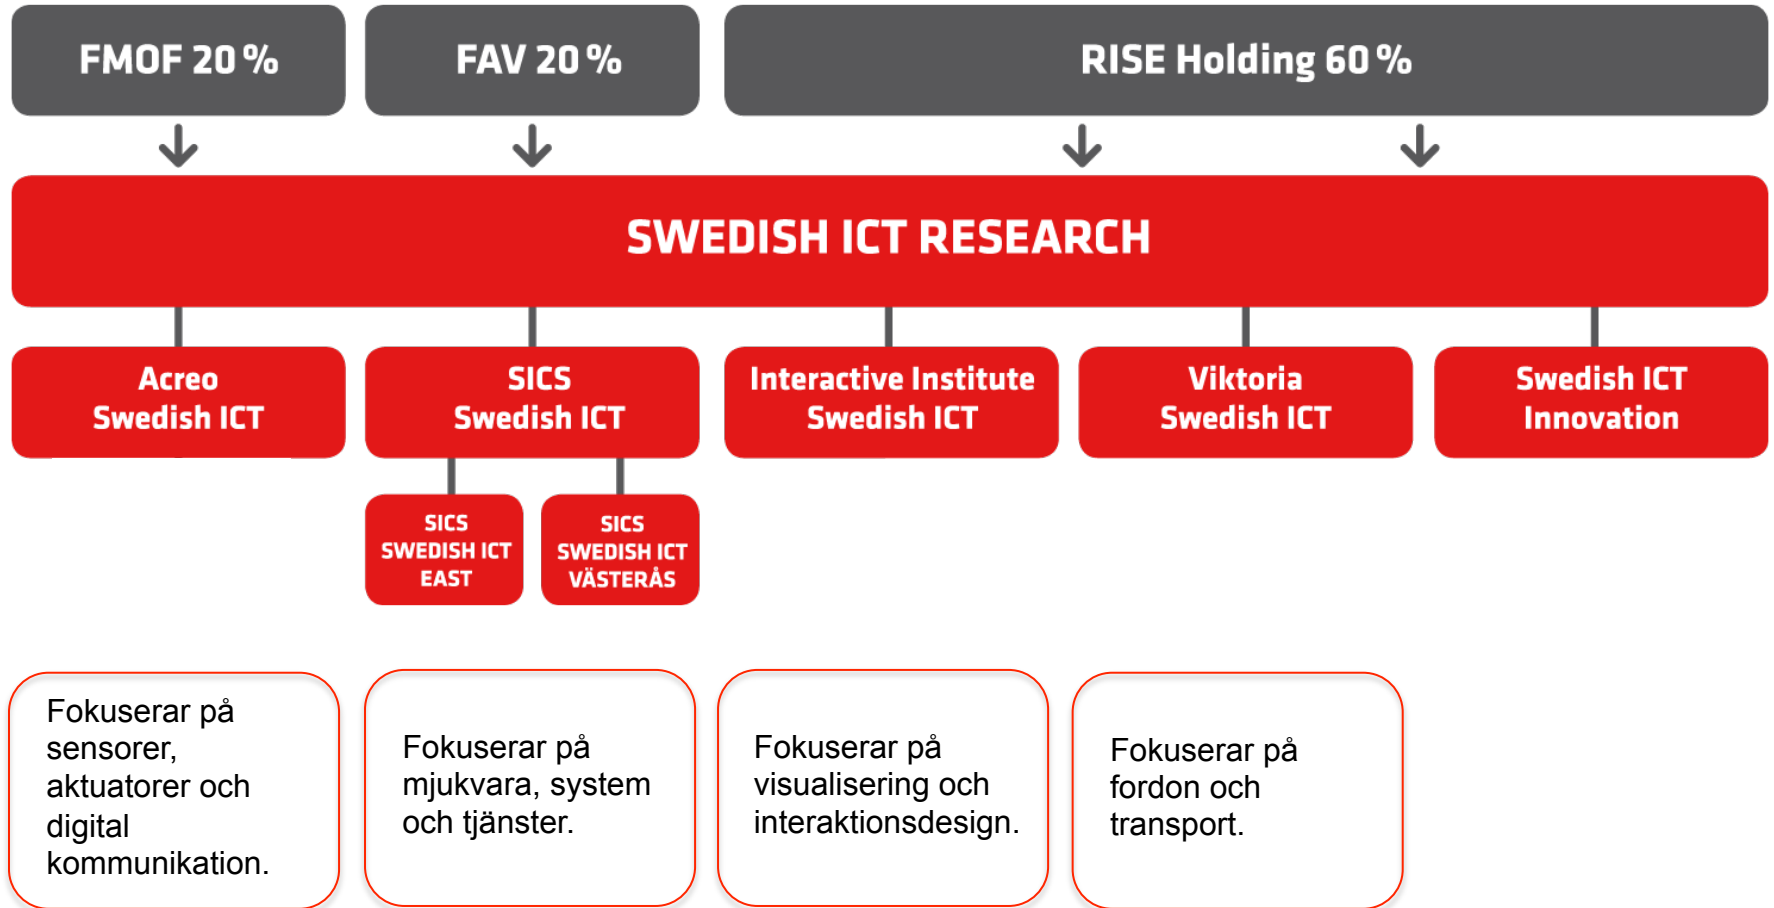 FMOF 20 %
FAV 20 %
RISE Holding 60 %
SWEDISH ICT RESEARCH
Acreo
Swedish ICT
SICS
Swedish ICT
Interactive Institute
Swedish ICT
Viktoria
Swedish ICT
Swedish ICT
Innovation
SICS
SWEDISH ICT
EAST
SICS
SWEDISH ICT
VÄSTERÅS
Fokuserar på
sensorer,
aktuatorer och
digital
kommunikation.
Fokuserar på
mjukvara, system
och tjänster.
Fokuserar på
visualisering och
interaktionsdesign.
Fokuserar på
fordon och
transport.